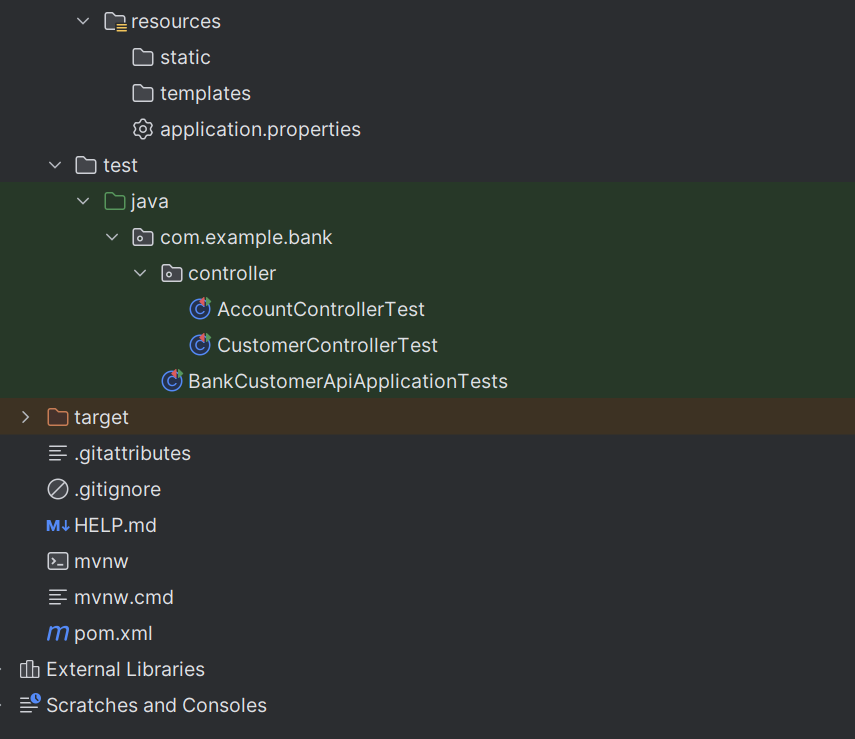 resources
static
templates
application.properties
test
java
com.example.bank
controller
AccountControllerTest
CustomerControllerTest
BankCustomerApiApplicationTests
target
.gitattributes
.gitignore
M↓ HELP.md
mvnw
mvnw.cmd
m pom.xml
External Libraries
Scratches and Consoles